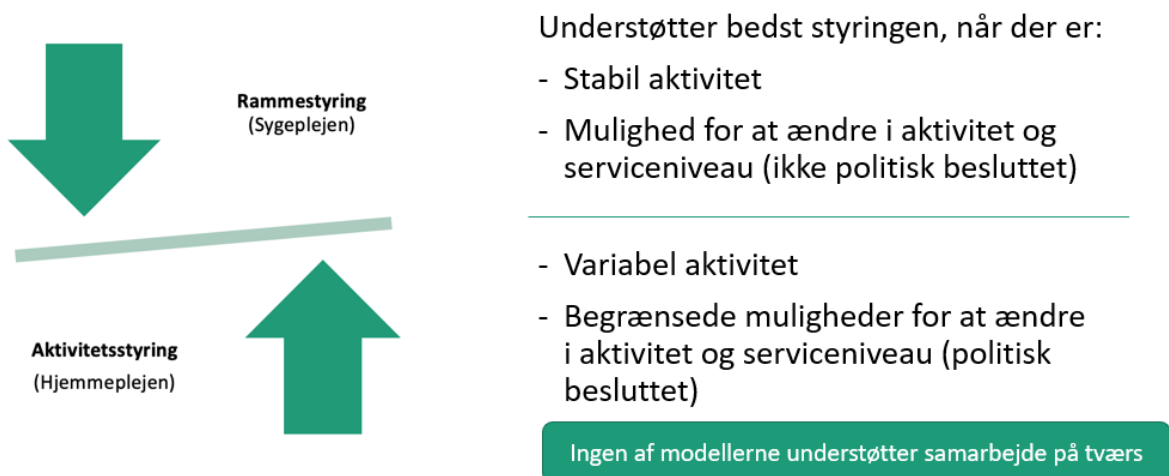 Rammestyring
(Sygeplejen)
Aktivitetsstyring
(Hjemmeplejen)
Understøtter bedst styringen, når der er:
- Stabil aktivitet
- Mulighed for at ændre i aktivitet og
serviceniveau (ikke politisk besluttet)
- Variabel aktivitet
- Begrænsede muligheder for at ændre
i aktivitet og serviceniveau (politisk
besluttet)
Ingen af modellerne understøtter samarbejde på tværs